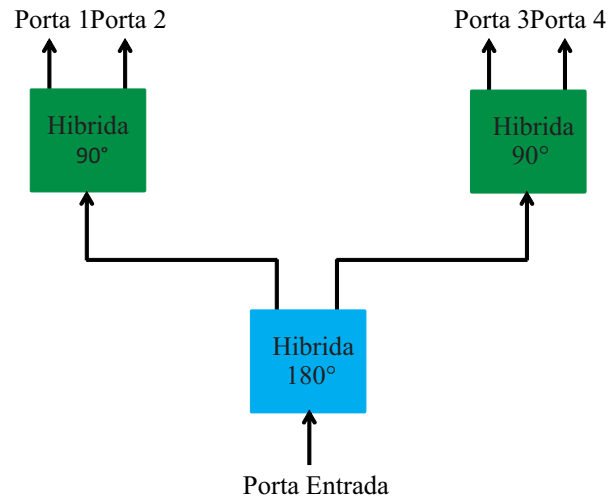 Porta 1Porta 2
Porta 3Porta 4
Hibrida
90°
Hibrida
90°
Hibrida
180°
Porta Entrada